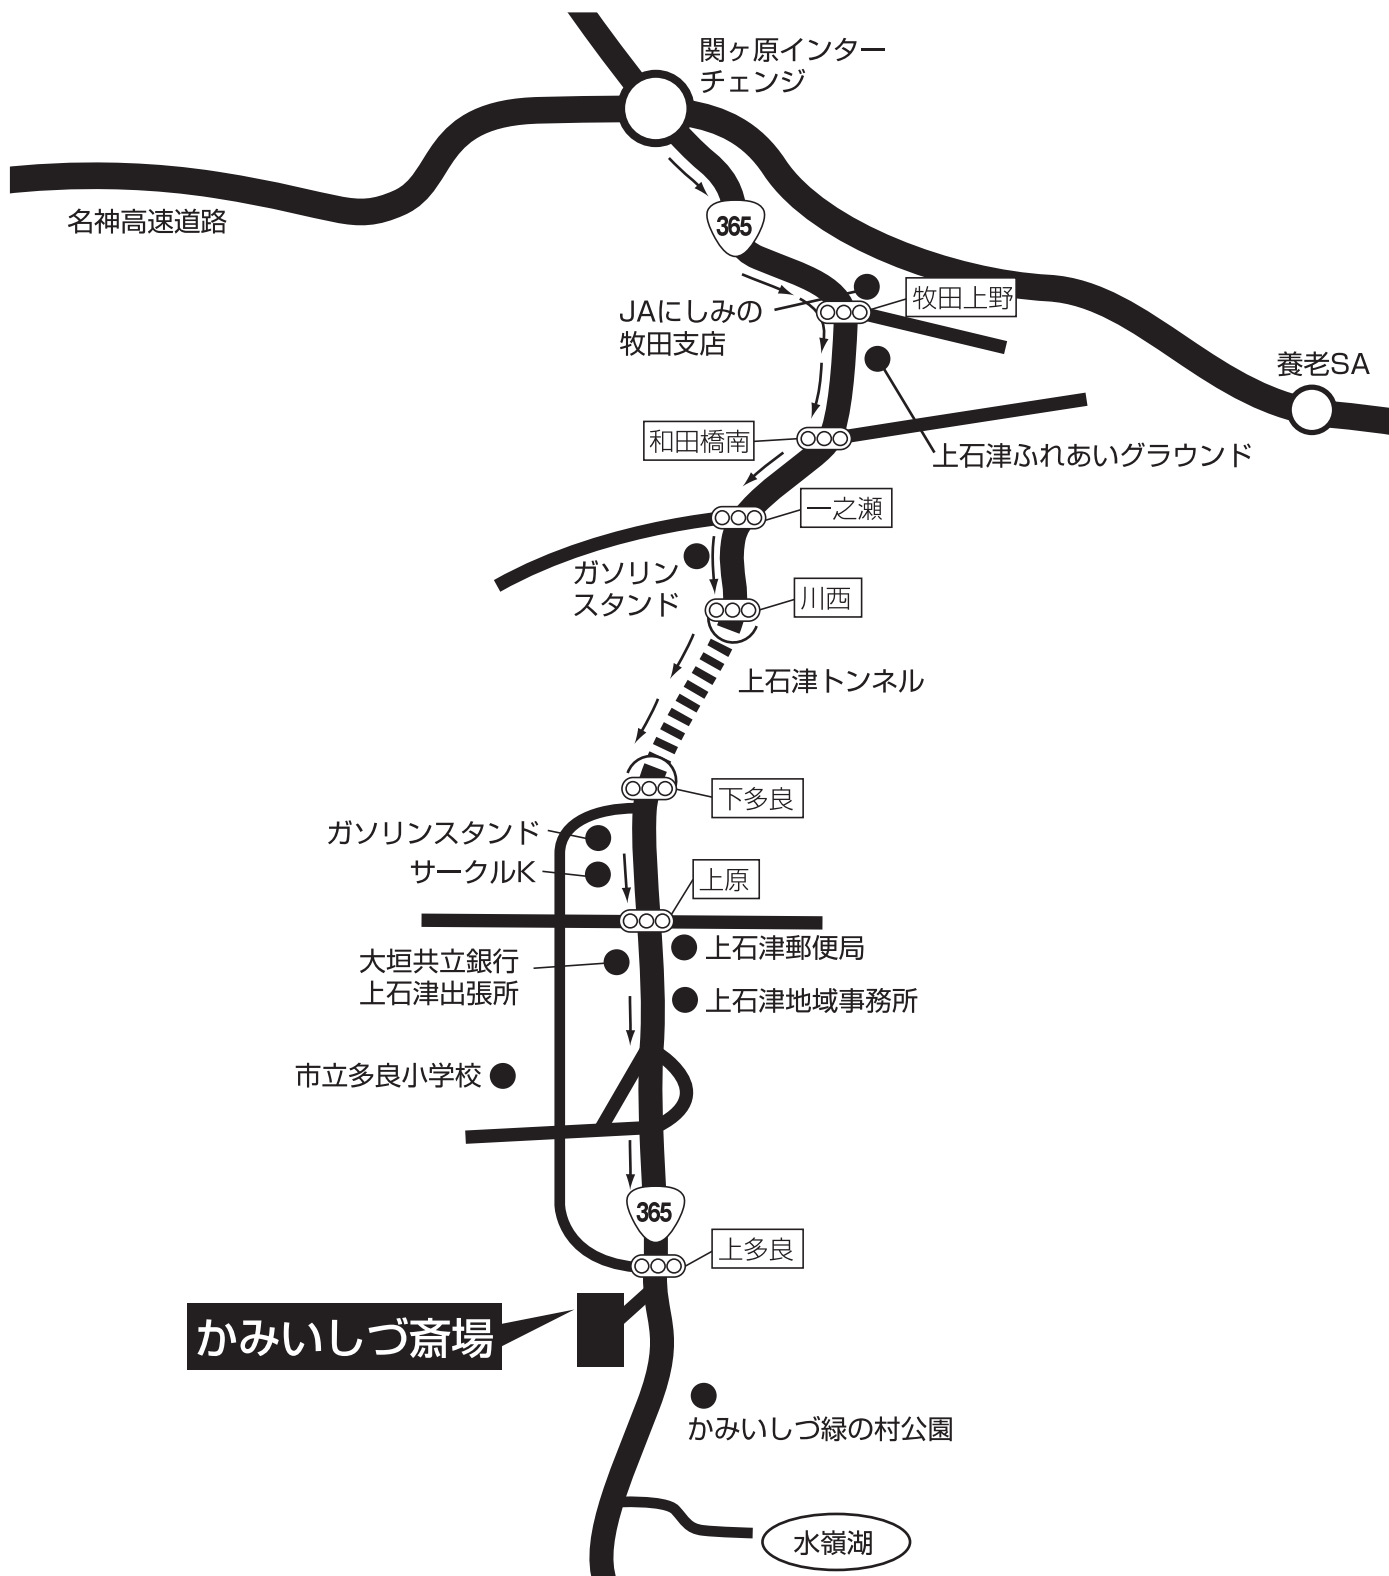 関ヶ原インター
チェンジ
名神高速道路
365
JAにしみの
牧田支店
牧田上野
養老SA
和田橋南
上石津ふれあいグラウンド
一之瀬
ガソリン
スタンド
川西
上石津トンネル
下多良
ガソリンスタンド
サークルK
上原
大垣共立銀行
上石津出張所
上石津郵便局
上石津地域事務所
市立多良小学校
365
上多良
かみいしづ斎場
かみいしづ緑の村公園
水嶺湖